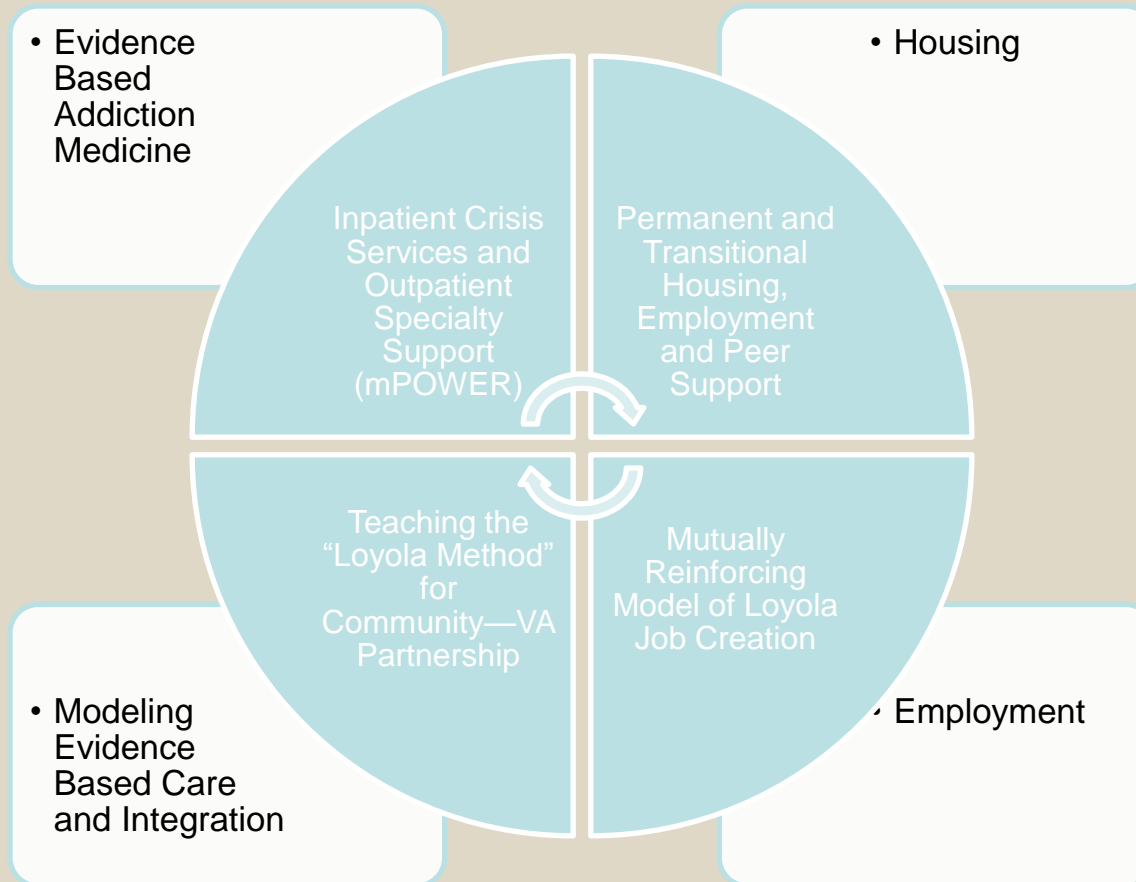 • Evidence
Based
Addiction
Medicine
• Housing
Inpatient Crisis
Services and
Outpatient
Specialty
Support
(mPOWER)
Permanent and
Transitional
Housing,
Employment
and Peer
Support
Teaching the
“Loyola Method”
for
Community—VA
Partnership
Mutually
Reinforcing
Model of Loyola
Job Creation
• Modeling
Evidence
Based Care
and Integration
• Employment